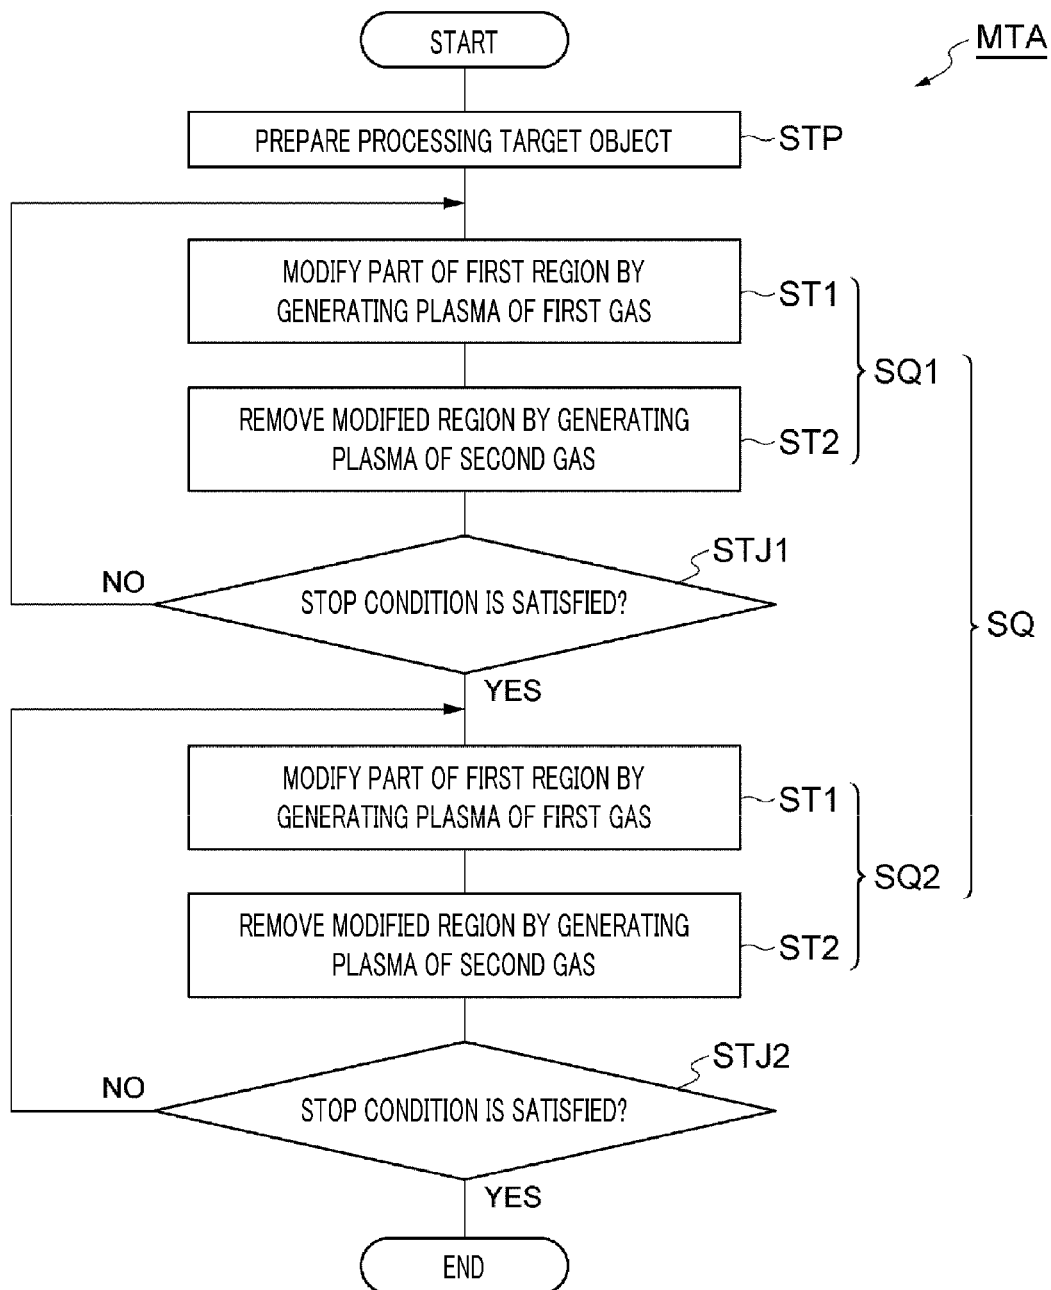 START
MTA
PREPARE PROCESSING TARGET OBJECT
STP
MODIFY PART OF FIRST REGION BY
GENERATING PLASMA OF FIRST GAS
ST1
SQ1
REMOVE MODIFIED REGION BY GENERATING
PLASMA OF SECOND GAS
ST2
STJ1
NO
STOP CONDITION IS SATISFIED?
SQ
YES
MODIFY PART OF FIRST REGION BY
GENERATING PLASMA OF FIRST GAS
ST1
SQ2
REMOVE MODIFIED REGION BY GENERATING
PLASMA OF SECOND GAS
ST2
STJ2
NO
STOP CONDITION IS SATISFIED?
YES
END